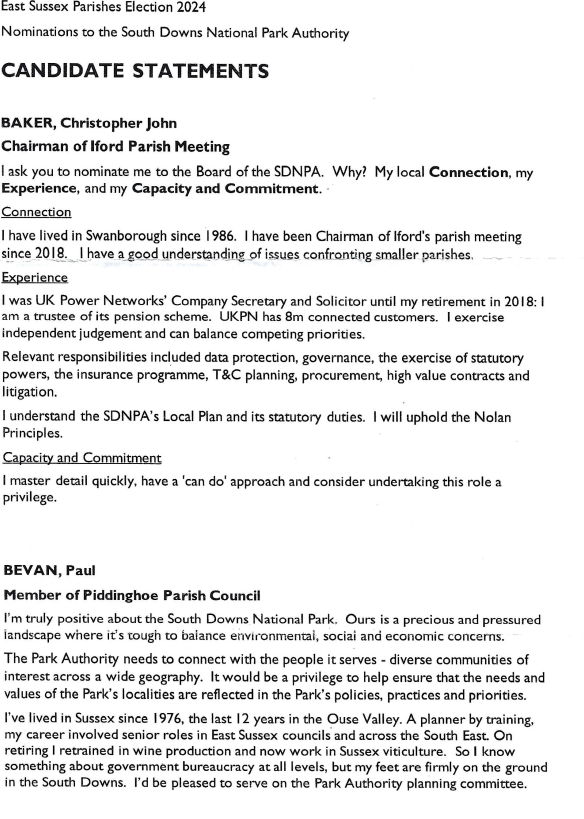 East Sussex Parishes Election 2024
Nominations to the South Downs National Park Authority
CANDIDATE STATEMENTS
BAKER, Christopher John
Chairman of Iford Parish Meeting
I ask you to nominate me to the Board of the SDNPA. Why? My local Connection, my
Experience, and my Capacity and Commitment.
Connection
I have lived in Swanborough since 1986. I have been Chairman of Iford's parish meeting
since 2018. I have a good understanding of issues confronting smaller parishes.
Experience
I was UK Power Networks' Company Secretary and Solicitor until my retirement in 2018: I
am a trustee of its pension scheme. UKPN has 8m connected customers. I exercise
independent judgement and can balance competing priorities.
Relevant responsibilities included data protection, governance, the exercise of statutory
powers, the insurance programme, T&C planning, procurement, high value contracts and
litigation.
I understand the SDNPA's Local Plan and its statutory duties. I will uphold the Nolan
Principles.
Capacity and Commitment
I master detail quickly, have a 'can do' approach and consider undertaking this role a
privilege.
BEVAN, Paul
Member of Piddinghoe Parish Council
I'm truly positive about the South Downs National Park. Ours is a precious and pressured
landscape where it's tough to balance environmental, social and economic concerns.
The Park Authority needs to connect with the people it serves - diverse communities of
interest across a wide geography. It would be a privilege to help ensure that the needs and
values of the Park's localities are reflected in the Park's policies, practices and priorities.
I've lived in Sussex since 1976, the last 12 years in the Ouse Valley. A planner by training,
my career involved senior roles in East Sussex councils and across the South East. On
retiring I retrained in wine production and now work in Sussex viticulture. So I know
something about government bureaucracy at all levels, but my feet are firmly on the ground
in the South Downs. I'd be pleased to serve on the Park Authority planning committee.